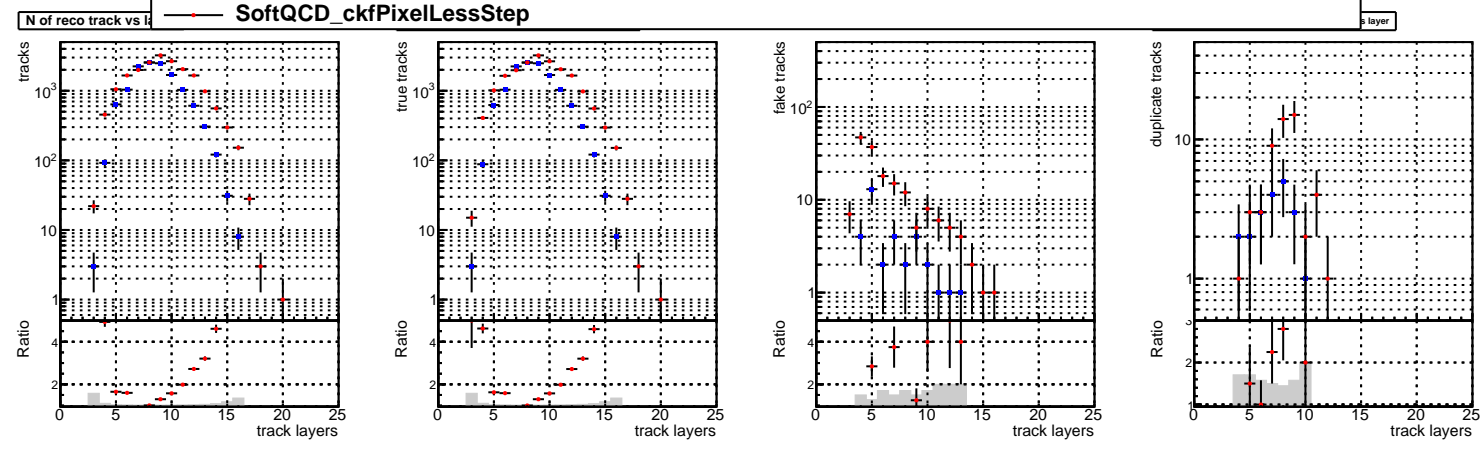 SoftQCD_ckfPixelLessStep
N of reco track vs la
s layer
tracks
10³
10²
10
1
Ratio
4
2
0 5 10 15 20 25
track layers
true tracks
10³
10²
10
1
Ratio
4
2
0 5 10 15 20 25
track layers
fake tracks
10²
10
1
Ratio
4
2
0 5 10 15 20 25
track layers
duplicate tracks
10
1
Ratio
3
2
1
0 5 10 15 20 25
track layers